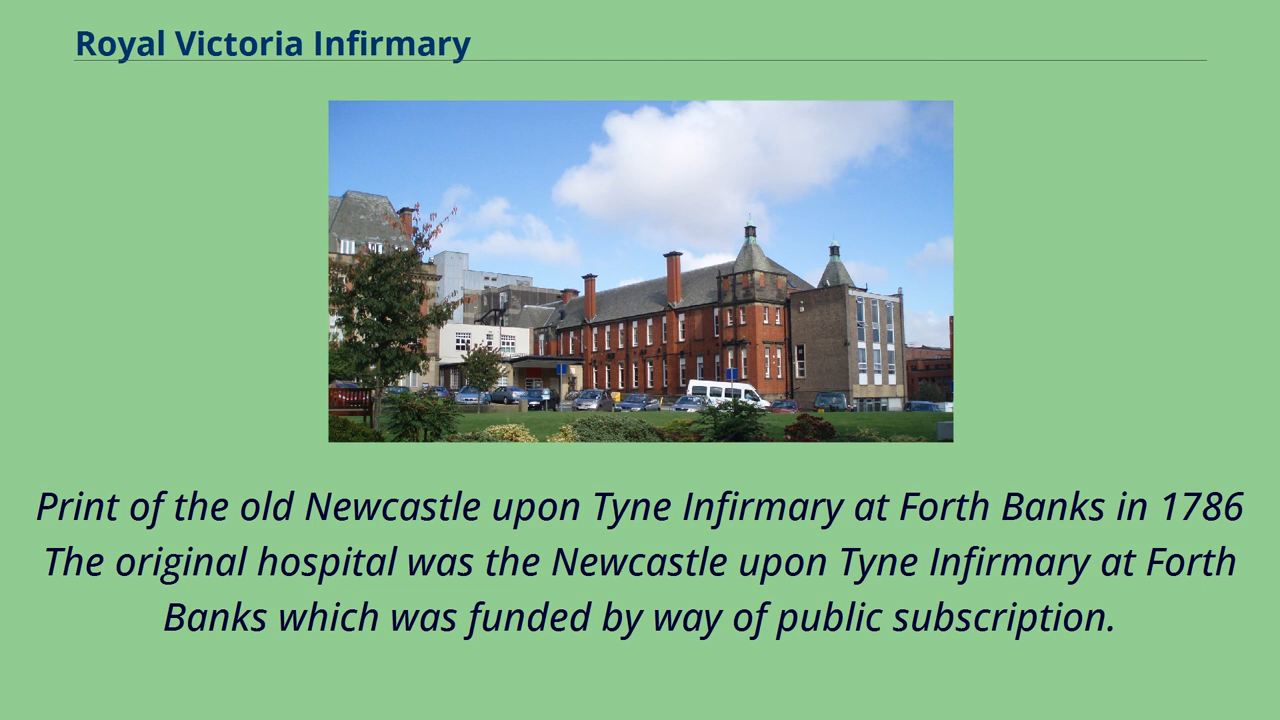 Royal Victoria Infirmary
Print of the old Newcastle upon Tyne Infirmary at Forth Banks in 1786
The original hospital was the Newcastle upon Tyne Infirmary at Forth
Banks which was funded by way of public subscription.